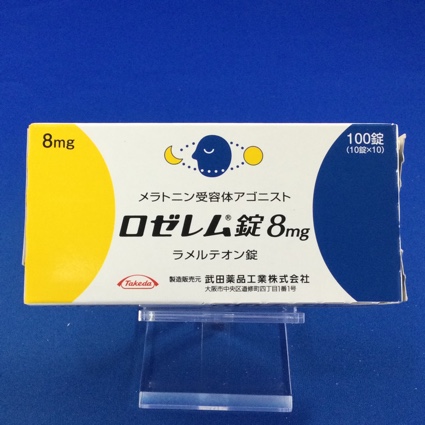 8mg
100錠
(10錠×10)
メラトニン受容体アゴニスト
ロゼレム®錠8mg
ラメルテオン錠
Takeda
製造販売元 武田薬品工業株式会社
大阪市中央区道修町四丁目1番1号